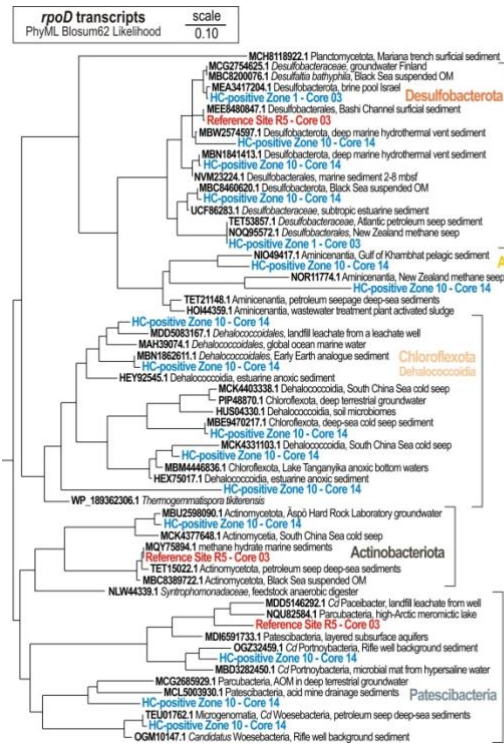 rpoD transcripts
PhyML Blosum62 Likelihood
scale
0.10
MCH8118922.1 Planctomycetota, Mariana trench surficial sediment
MCG2754625.1 Desulfobacteraceae, groundwater Finland
MBC8200076.1 Desulfaltia bathyphila, Black Sea suspended OM
MEA3417204.1 Desulfobacterota, brine pool Israel
HC-positive Zone 1 - Core 03
Desulfobacterota
MEE8480847.1 Desulfobacterales, Bashi Channel surficial sediment
Reference Site R5 - Core 03
MBW2574597.1 Desulfobacterota, deep marine hydrothermal vent sediment
HC-positive Zone 10 - Core 14
MBN1841413.1 Desulfobacterota, deep marine hydrothermal vent sediment
HC-positive Zone 10 - Core 14
NVM23224.1 Desulfobacterales, marine sediment 2-8 mbsf
MBC8460620.1 Desulfobacterota, Black Sea suspended OM
HC-positive Zone 10 - Core 14
UCF86283.1 Desulfobacteraceae, subtropic estuarine sediment
TET53857.1 Desulfobacteraceae, Atlantic petroleum seep sediment
NOQ95572.1 Desulfobacterales, New Zealand methane seep
HC-positive Zone 1 - Core 03
NIO49417.1 Aminicenantia, Gulf of Khambhat pelagic sediment
A
HC-positive Zone 10 - Core 14
NOR11774.1 Aminicenantia, New Zealand methane seep
HC-positive Zone 10 - Core 14
TET21148.1 Aminicenantia, petroleum seepage deep-sea sediments
HOI44359.1 Aminicenantia, wastewater treatment plant activated sludge
HC-positive Zone 10 - Core 14
MDD5083167.1 Dehalococcoidales, landfill leachate from a leachate well
MAH39074.1 Dehalococcoidales, global ocean marine water
MBN1862611.1 Dehalococcoidales, Early Earth analogue sediment
Chloroflexota
HC-positive Zone 10 - Core 14
Dehalococcoidia
HEY92545.1 Dehalococcoidia, estuarine anoxic sediment
MCK4403338.1 Dehalococcoidia, South China Sea cold seep
PIP48870.1 Chloroflexota, deep terrestrial groundwater
HUS04330.1 Dehalococcoidia, soil microbiomes
MBE9470217.1 Chloroflexota, deep-sea cold seep sediment
HC-positive Zone 10 - Core 14
MCK4331103.1 Dehalococcoidia, South China Sea cold seep
HC-positive Zone 10 - Core 14
MBM4446836.1 Chloroflexota, Lake Tanganyika anoxic bottom waters
HEX75017.1 Dehalococcoidia, estuarine anoxic sediment
HC-positive Zone 10 - Core 14
WP_189362306.1 Thermogemmatispora tikiterensis
MBU2598090.1 Actinomycetota, Äspö Hard Rock Laboratory groundwater
HC-positive Zone 10 - Core 14
MCK4377648.1 Actinomycetia, South China Sea cold seep
MQY75894.1 methane hydrate marine sediments
Reference Site R5 - Core 03
Actinobacteriota
TET15022.1 Actinomycetota, petroleum seep deep-sea sediments
MBC8389722.1 Actinomycetota, Black Sea suspended OM
NLW44339.1 Syntrophomonadaceae, feedstock anaerobic digester
HC-positive Zone 10 - Core 14
MDD5146292.1 Cd Paceibacter, landfill leachate from well
NQU82584.1 Parcubacteria, high-Arctic meromictic lake
Reference Site R5 - Core 03
MDI6591733.1 Patescibacteria, layered subsurface aquifers
OGZ32459.1 Cd Portnoybacteria, Rifle well background sediment
HC-positive Zone 10 - Core 14
MBD3282450.1 Cd Portnoybacteria, microbial mat from hypersaline water
MCG2685929.1 Parcubacteria, AOM in deep terrestrial groundwater
MCL5003930.1 Patescibacteria, acid mine drainage sediments
Patescibacteria
HC-positive Zone 10 - Core 14
TEU01762.1 Microgenomatia, Cd Woesebacteria, petroleum seep deep-sea sediments
HC-positive Zone 10 - Core 14
OGM10147.1 Candidatus Woesebacteria, Rifle well background sediment